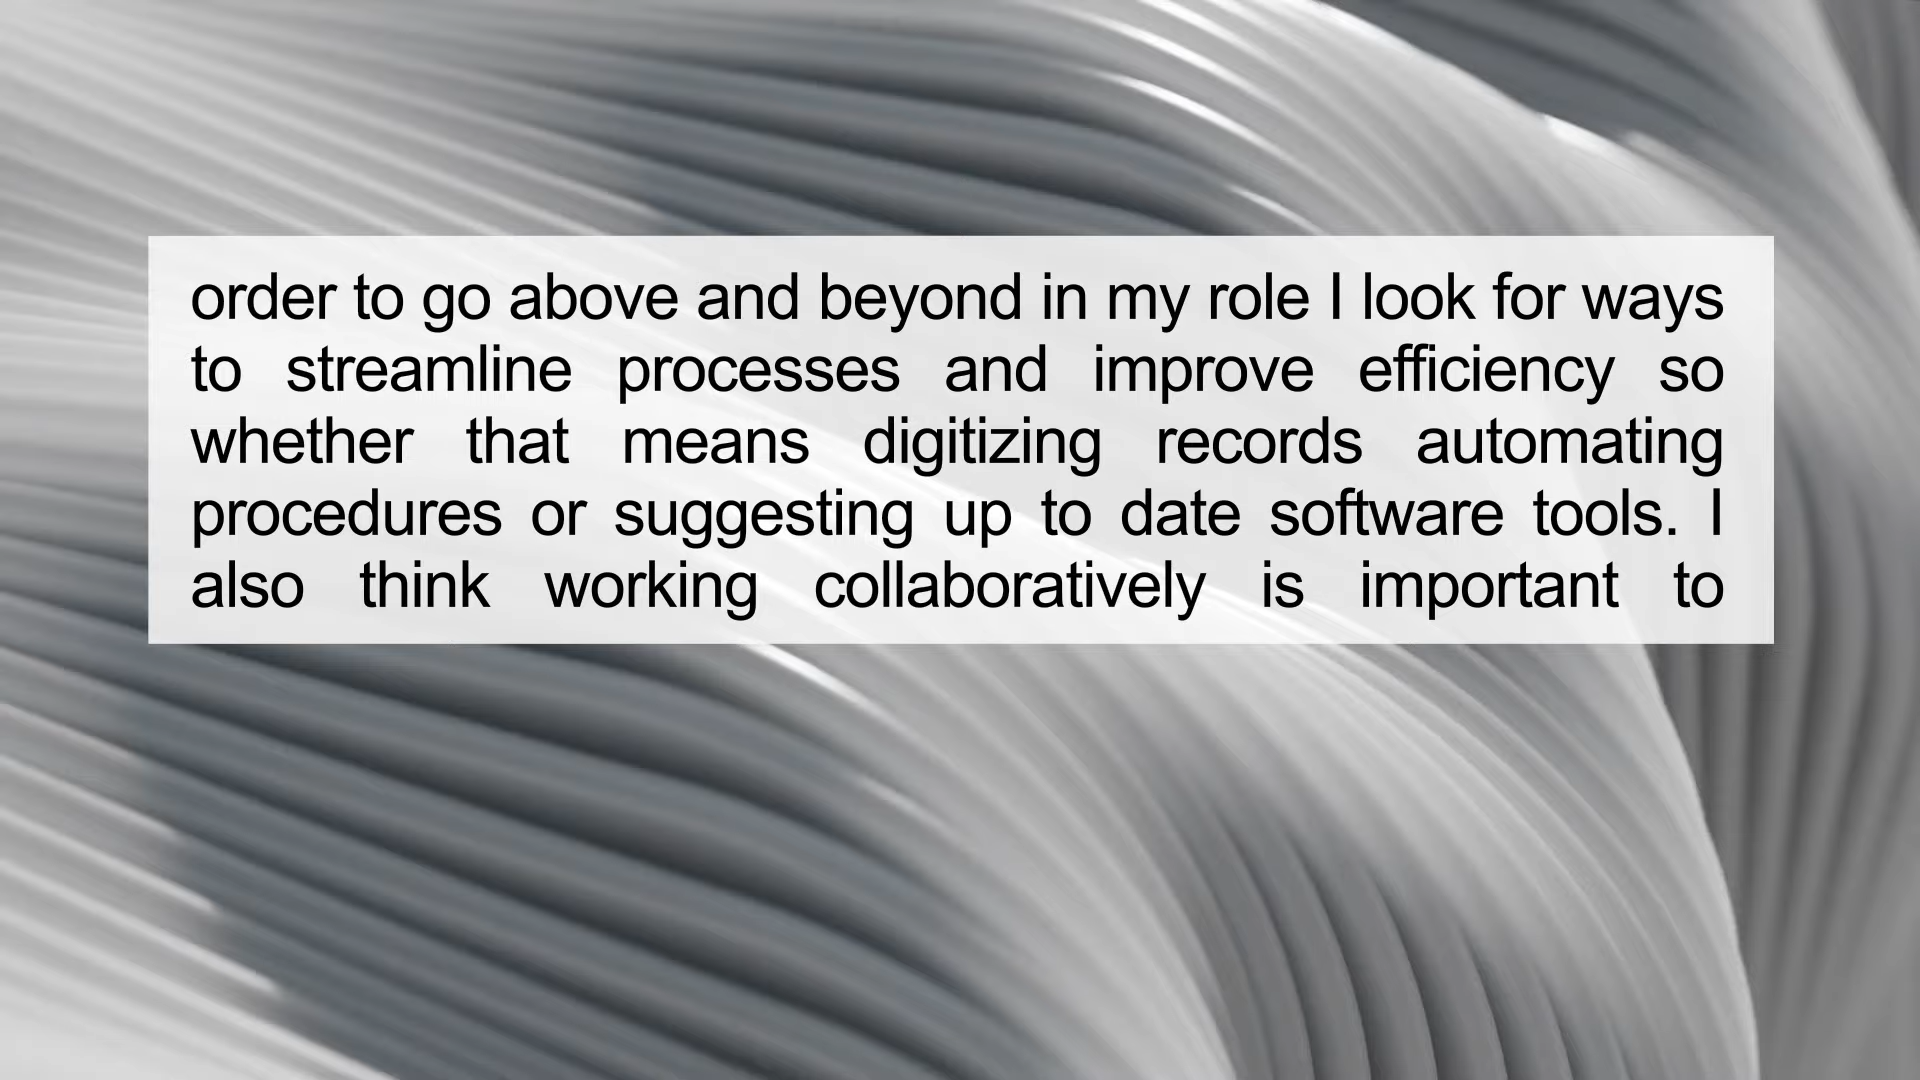 order to go above and beyond in my role I look for ways
to streamline processes and improve efficiency so
whether that means digitizing records automating
procedures or suggesting up to date software tools. I
also think working collaboratively is important to